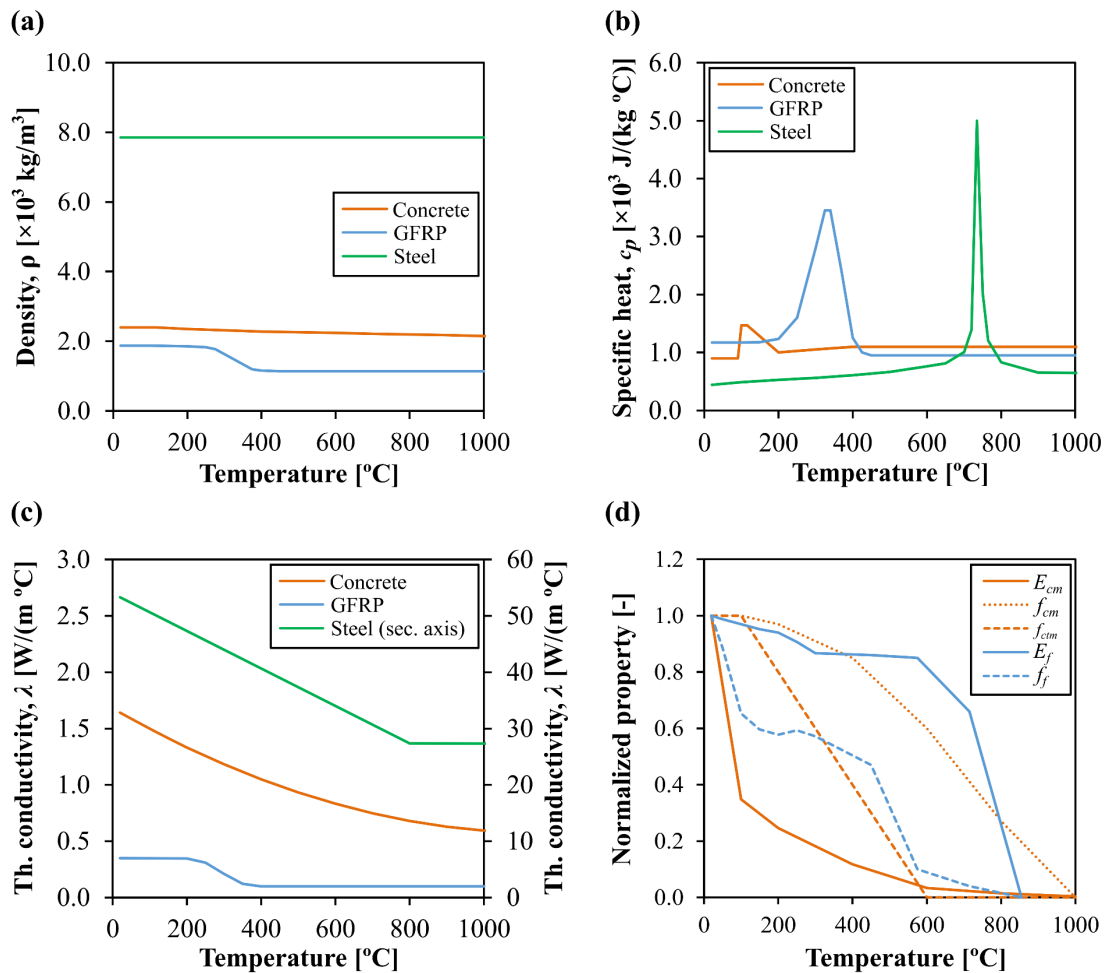 (a)
Density, ρ [×10³ kg/m³]
10.0
8.0
6.0
4.0
2.0
0.0
Concrete
GFRP
Steel
0 200 400 600 800 1000
Temperature [ºC]
(b)
Specific heat, cₚ [×10³ J/(kg ºC)]
6.0
5.0
4.0
3.0
2.0
1.0
0.0
Concrete
GFRP
Steel
0 200 400 600 800 1000
Temperature [ºC]
(c)
Th. conductivity, λ [W/(m ºC]
3.0
2.5
2.0
1.5
1.0
0.5
0.0
Concrete
GFRP
Steel (sec. axis)
60
50
40
30
20
10
0
Th. conductivity, λ [W/(m ºC]
0 200 400 600 800 1000
Temperature [ºC]
(d)
Normalized property [-]
1.2
1.0
0.8
0.6
0.4
0.2
0.0
E_cm
f_cm
f_ctm
E_f
f_f
0 200 400 600 800 1000
Temperature [ºC]